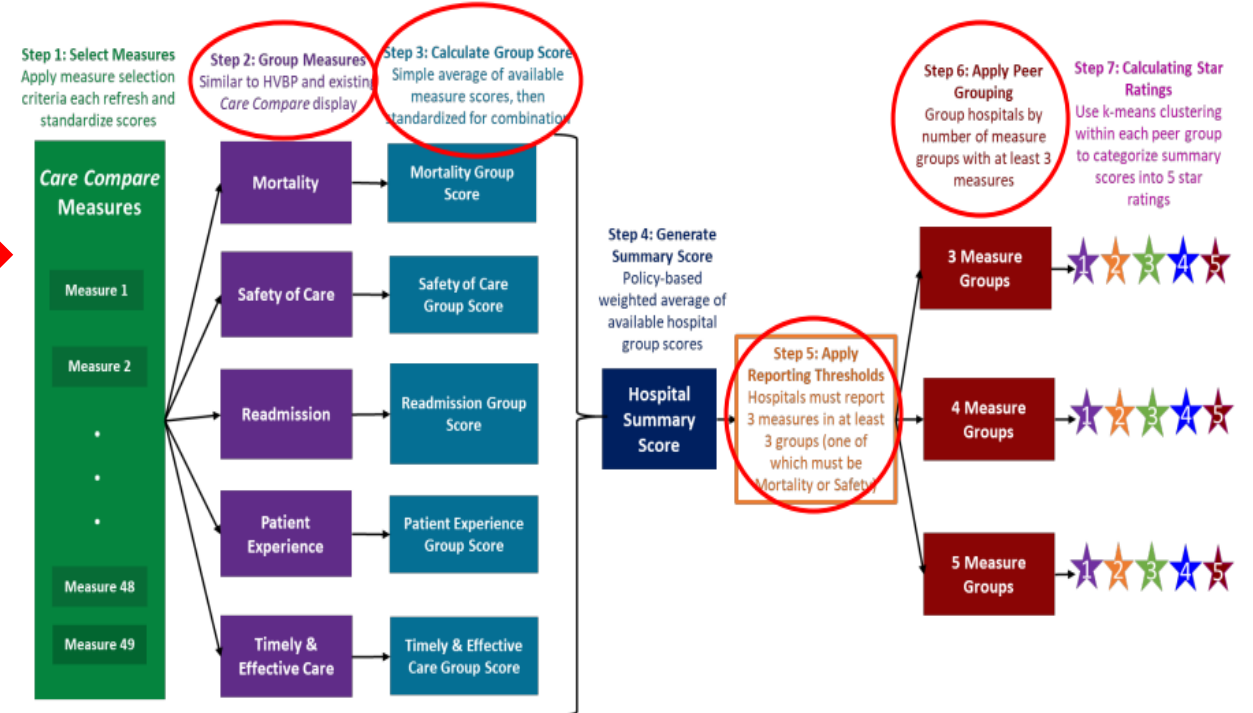 Step 1: Select Measures
Apply measure selection
criteria each refresh and
standardize scores
Care Compare
Measures
Measure 1
Measure 2
Measure 48
Measure 49
Step 2: Group Measures
Similar to HVBP and existing
Care Compare display
Mortality
Safety of Care
Readmission
Patient
Experience
Timely &
Effective Care
Step 3: Calculate Group Score
Simple average of available
measure scores, then
standardized for combination
Mortality Group
Score
Safety of Care
Group Score
Readmission Group
Score
Patient Experience
Group Score
Timely & Effective
Care Group Score
Step 4: Generate
Summary Score
Policy-based
weighted average of
available hospital
group scores
Hospital
Summary
Score
Step 5: Apply
Reporting Thresholds
Hospitals must report
3 measures in at least
3 groups (one of
which must be
Mortality or Safety)
Step 6: Apply Peer
Grouping
Group hospitals by
number of measure
groups with at least 3
measures
3 Measure
Groups
4 Measure
Groups
5 Measure
Groups
Step 7: Calculating Star
Ratings
Use k-means clustering
within each peer group
to categorize summary
scores into 5 star
ratings
1 2 3 4 5
1 2 3 4 5
1 2 3 4 5